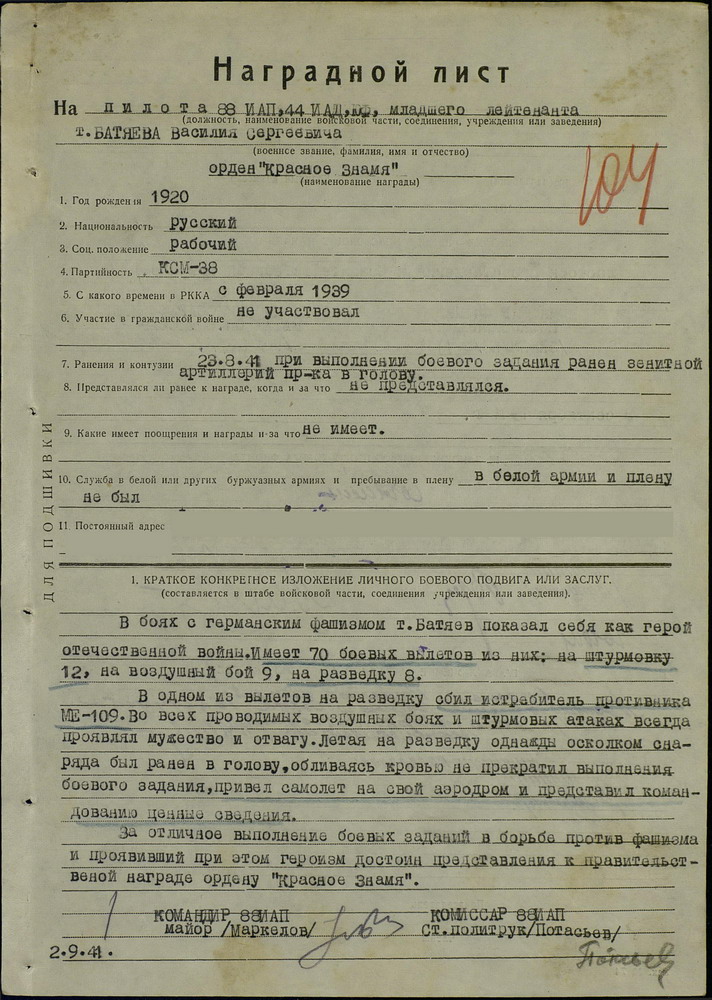 Наградной лист
На пилота 88 ИАП, 44 ИАД, ЮФ, младшего лейтенанта
(должность, наименование войсковой части, соединения, учреждения или заведения)
т.БАТЯЕВА Василия Сергеевича
(военное звание, фамилия, имя и отчество)
орден "Красное Знамя"
(наименование награды)
104
1. Год рождения 1920
2. Национальность русский
3. Соц. положение рабочий
4. Партийность КСМ-38
5. С какого времени в РККА с февраля 1939
6. Участие в гражданской войне не участвовал
7. Ранения и контузии 23.8.41 при выполнении боевого задания ранен зенитной
артиллерий пр-ка в голову.
8. Представлялся ли ранее к награде, когда и за что не представлялся.
9. Какие имеет поощрения и награды и за что не имеет.
10. Служба в белой или других буржуазных армиях и пребывание в плену в белой армии и плену
не был
11 Постоянный адрес
ДЛЯ ПОДШИВКИ
1. КРАТКОЕ КОНКРЕТНОЕ ИЗЛОЖЕНИЕ ЛИЧНОГО БОЕВОГО ПОДВИГА ИЛИ ЗАСЛУГ.
(составляется в штабе войсковой части, соединения учреждения или заведения).
В боях с германским фашизмом т.Батяев показал себя как герой
отечественной войны.Имеет 70 боевых вылетов из них: на штурмовку
12, на воздушный бой 9, на разведку 8.
В одном из вылетов на разведку сбил истребитель противника
МЕ-109.Во всех проводимых воздушных боях и штурмовых атаках всегда
проявлял мужество и отвагу.Летая на разведку однажды осколком сна-
ряда был ранен в голову,обливаясь кровью не прекратил выполнения
боевого задания,привел самолет на свой аэродром и представил коман-
дованию ценные сведения.
За отличное выполнение боевых заданий в борьбе против фашизма
и проявивший при этом героизм достоин представления к правительст-
веной награде ордену "Красное Знамя".
КОМАНДИР 88ИАП КОМИССАР 88ИАП
майор /Маркелов/ Ст.политрук/Потасьев/
2.9.41.